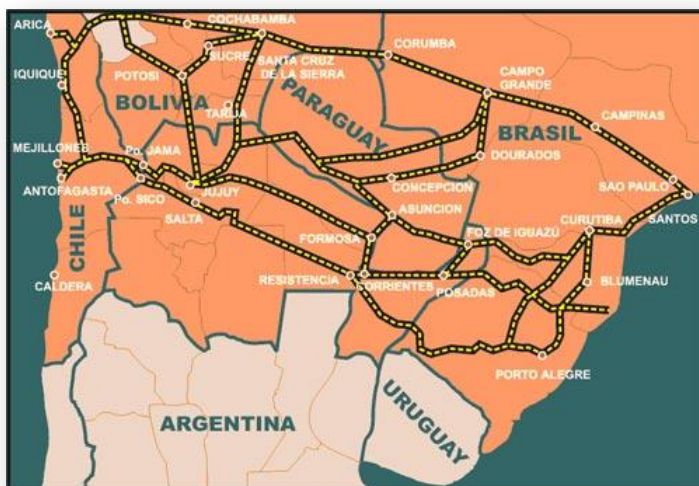 ARICA
COCHABAMBA
SUCRE
SANTA CRUZ
DE LA SIERRA
CORUMBA
IQUIQUE
POTOSI
BOLIVIA
TARIJA
PARAGUAY
CAMPO
GRANDE
BRASIL
CAMPINAS
MEJILLONES
Po. JAMA
DOURADOS
ANTOFAGASTA
Po. SICO
JUJUY
CONCEPCION
SAO PAULO
SALTA
ASUNCION
SANTOS
CHILE
FORMOSA
FOZ DE IGUAZÚ
CURUTIBA
CALDERA
RESISTENCIA
CORRIENTES
POSADAS
BLUMENAU
PORTO ALEGRE
ARGENTINA
URUGUAY